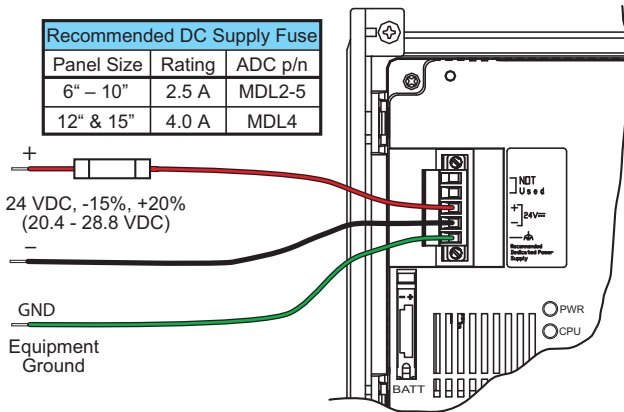 Recommended DC Supply Fuse
Panel Size Rating ADC p/n
6“ – 10” 2.5 A MDL2-5
12“ & 15” 4.0 A MDL4
+
24 VDC, -15%, +20%
(20.4 - 28.8 VDC)
–
GND
Equipment
Ground
NOT
Used
+
24V
–
Recommended
Dedicated Power
Supply
– +
BATT
PWR
CPU